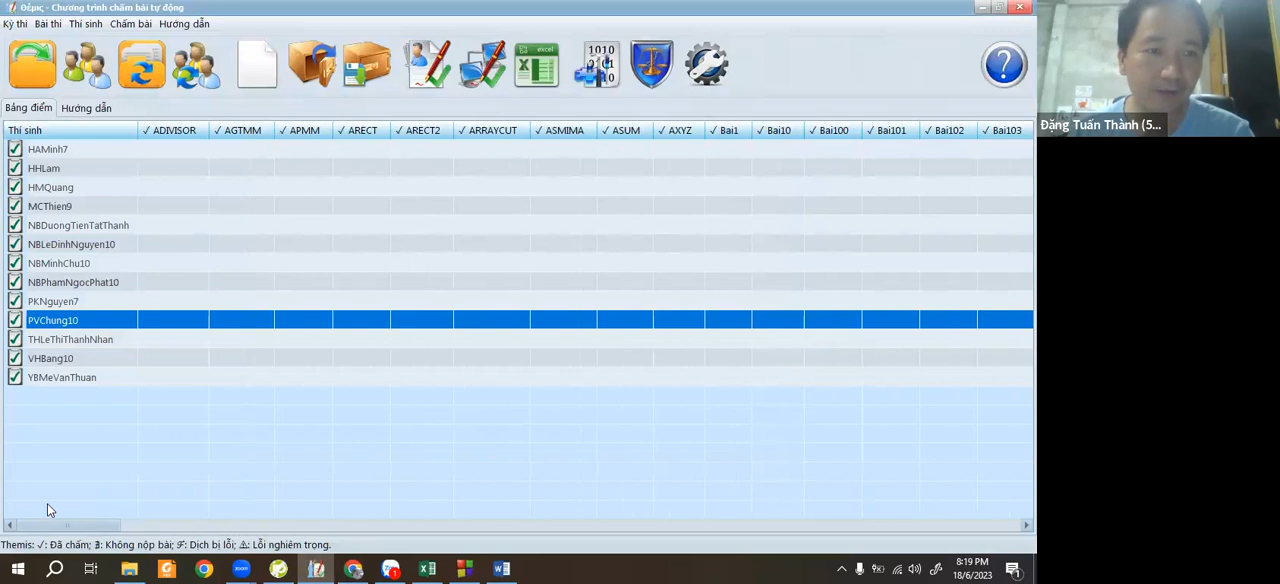 Θέμις - Chương trình chấm bài tự động
Kỳ thi Bài thi Thí sinh Chấm bài Hướng dẫn
excel
1010
Bảng điểm Hướng dẫn
Thí sinh ✓ ADIVISOR ✓ AGTMM ✓ APMM ✓ ARECT ✓ ARECT2 ✓ ARRAYCUT ✓ ASMIMA ✓ ASUM ✓ AXYZ ✓ Bai1 ✓ Bai10 ✓ Bai100 ✓ Bai101 ✓ Bai102 ✓ Bai103
HAMinh7
HHLam
HMQuang
MCThien9
NBDuongTienTatThanh
NBLeDinhNguyen10
NBMinhChu10
NBPhamNgocPhat10
PKNguyen7
PVChung10
THLeThiThanhNhan
VHBang10
YBMeVanThuan
Themis - √: Đã chấm; ∄: Không nộp bài; ℉: Dịch bị lỗi; ⚠: Lỗi nghiêm trọng.
Đặng Tuấn Thành (5...
8:19 PM
18/6/2023